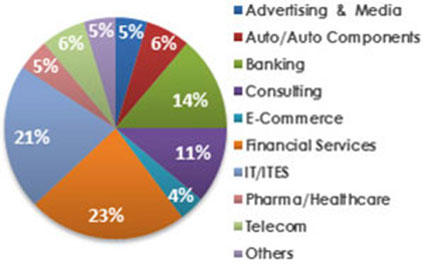 5%
6%
14%
11%
4%
23%
21%
5%
6%
5%
Advertising & Media
Auto/Auto Components
Banking
Consulting
E-Commerce
Financial Services
IT/ITES
Pharma/Healthcare
Telecom
Others